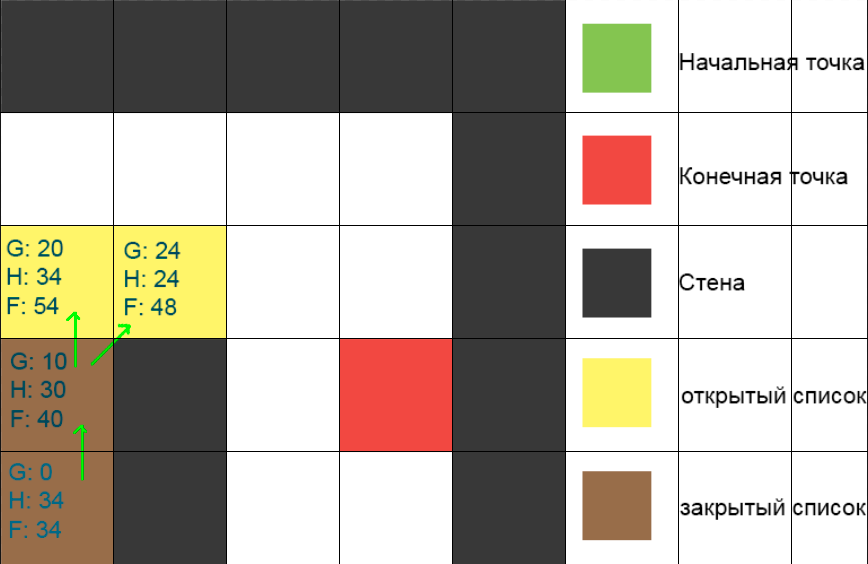 Начальная точка
Конечная точка
G: 20
H: 34
F: 54
G: 24
H: 24
F: 48
Стена
G: 10
H: 30
F: 40
открытый список
G: 0
H: 34
F: 34
закрытый список